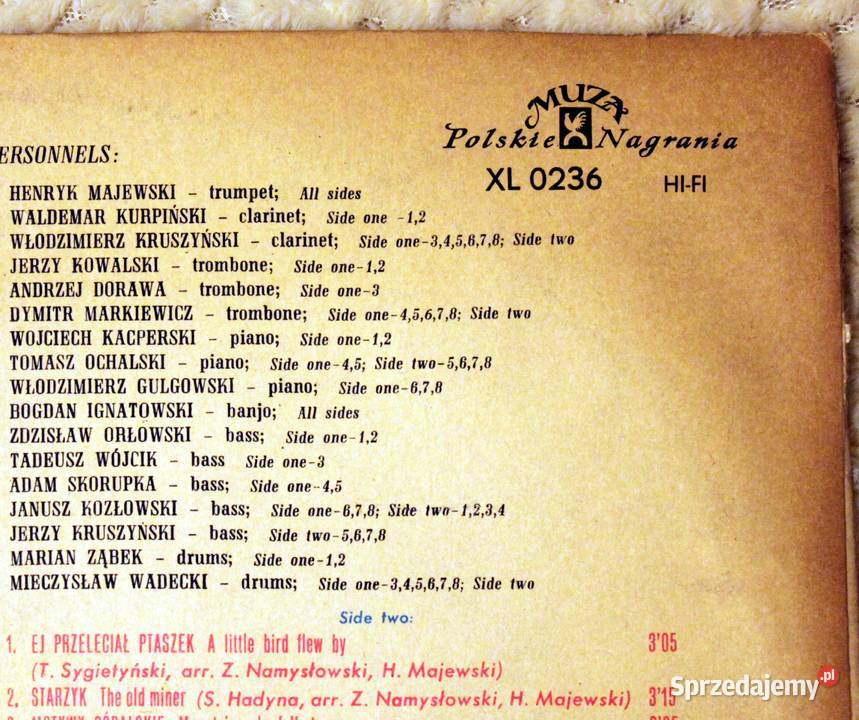 MUZA
Polskie Nagrania
XL 0236 HI-FI
ERSONNELS:
HENRYK MAJEWSKI – trumpet; All sides
WALDEMAR KURPIŃSKI – clarinet; Side one -1,2
WŁODZIMIERZ KRUSZYŃSKI – clarinet; Side one-3,4,5,6,7,8; Side two
JERZY KOWALSKI – trombone; Side one-1,2
ANDRZEJ DORAWA – trombone; Side one-3
DYMITR MARKIEWICZ – trombone; Side one-4,5,6,7,8; Side two
WOJCIECH KACPERSKI – piano; Side one-1,2
TOMASZ OCHALSKI – piano; Side one-4,5; Side two-5,6,7,8
WŁODZIMIERZ GULGOWSKI – piano; Side one-6,7,8
BOGDAN IGNATOWSKI – banjo; All sides
ZDZISŁAW ORŁOWSKI – bass; Side one-1,2
TADEUSZ WÓJCIK – bass Side one-3
ADAM SKORUPKA – bass; Side one-4,5
JANUSZ KOZŁOWSKI – bass; Side one-6,7,8; Side two-1,2,3,4
JERZY KRUSZYŃSKI – bass; Side two-5,6,7,8
MARIAN ZĄBEK – drums; Side one-1,2
MIECZYSŁAW WADECKI – drums; Side one-3,4,5,6,7,8; Side two
Side two:
1. EJ PRZELECIAŁ PTASZEK A little bird flew by 3'05
(T. Sygietyński, arr. Z. Namysłowski, H. Majewski)
2. STARZYK The old miner (S. Hadyna, arr. Z. Namysłowski, H. Majewski) 3'15
Sprzedajemy.pl